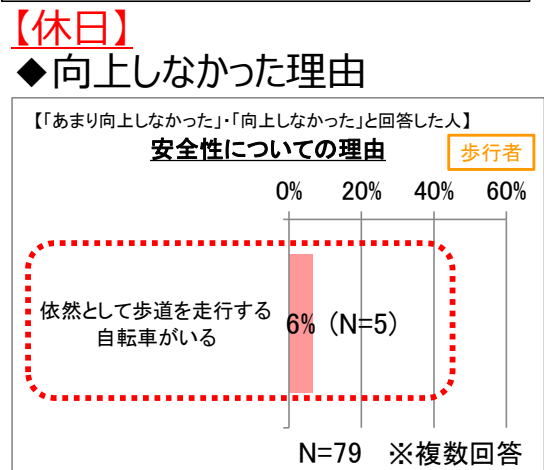 【休日】
◆向上しなかった理由
【「あまり向上しなかった」・「向上しなかった」と回答した人】
安全性についての理由
歩行者
0% 20% 40% 60%
依然として歩道を走行する
自転車がいる
6% (N=5)
N=79 ※複数回答